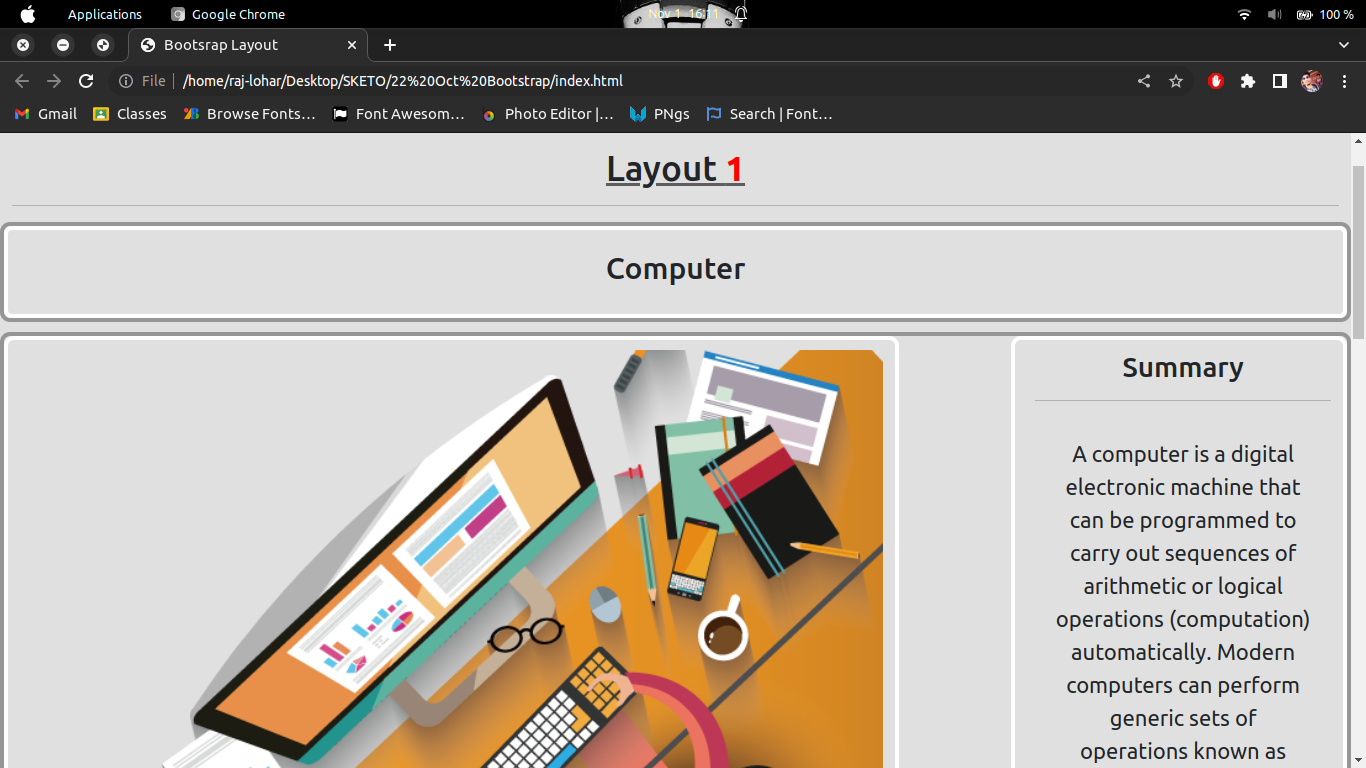 Applications Google Chrome Nov 1 16:11 100 %
Bootsrap Layout
File /home/raj-lohar/Desktop/SKETO/22%20Oct%20Bootstrap/index.html
Gmail Classes Browse Fonts... Font Awesom... Photo Editor |... PNgs Search | Font...
Layout 1
Computer
Summary
A computer is a digital
electronic machine that
can be programmed to
carry out sequences of
arithmetic or logical
operations (computation)
automatically. Modern
computers can perform
generic sets of
operations known as